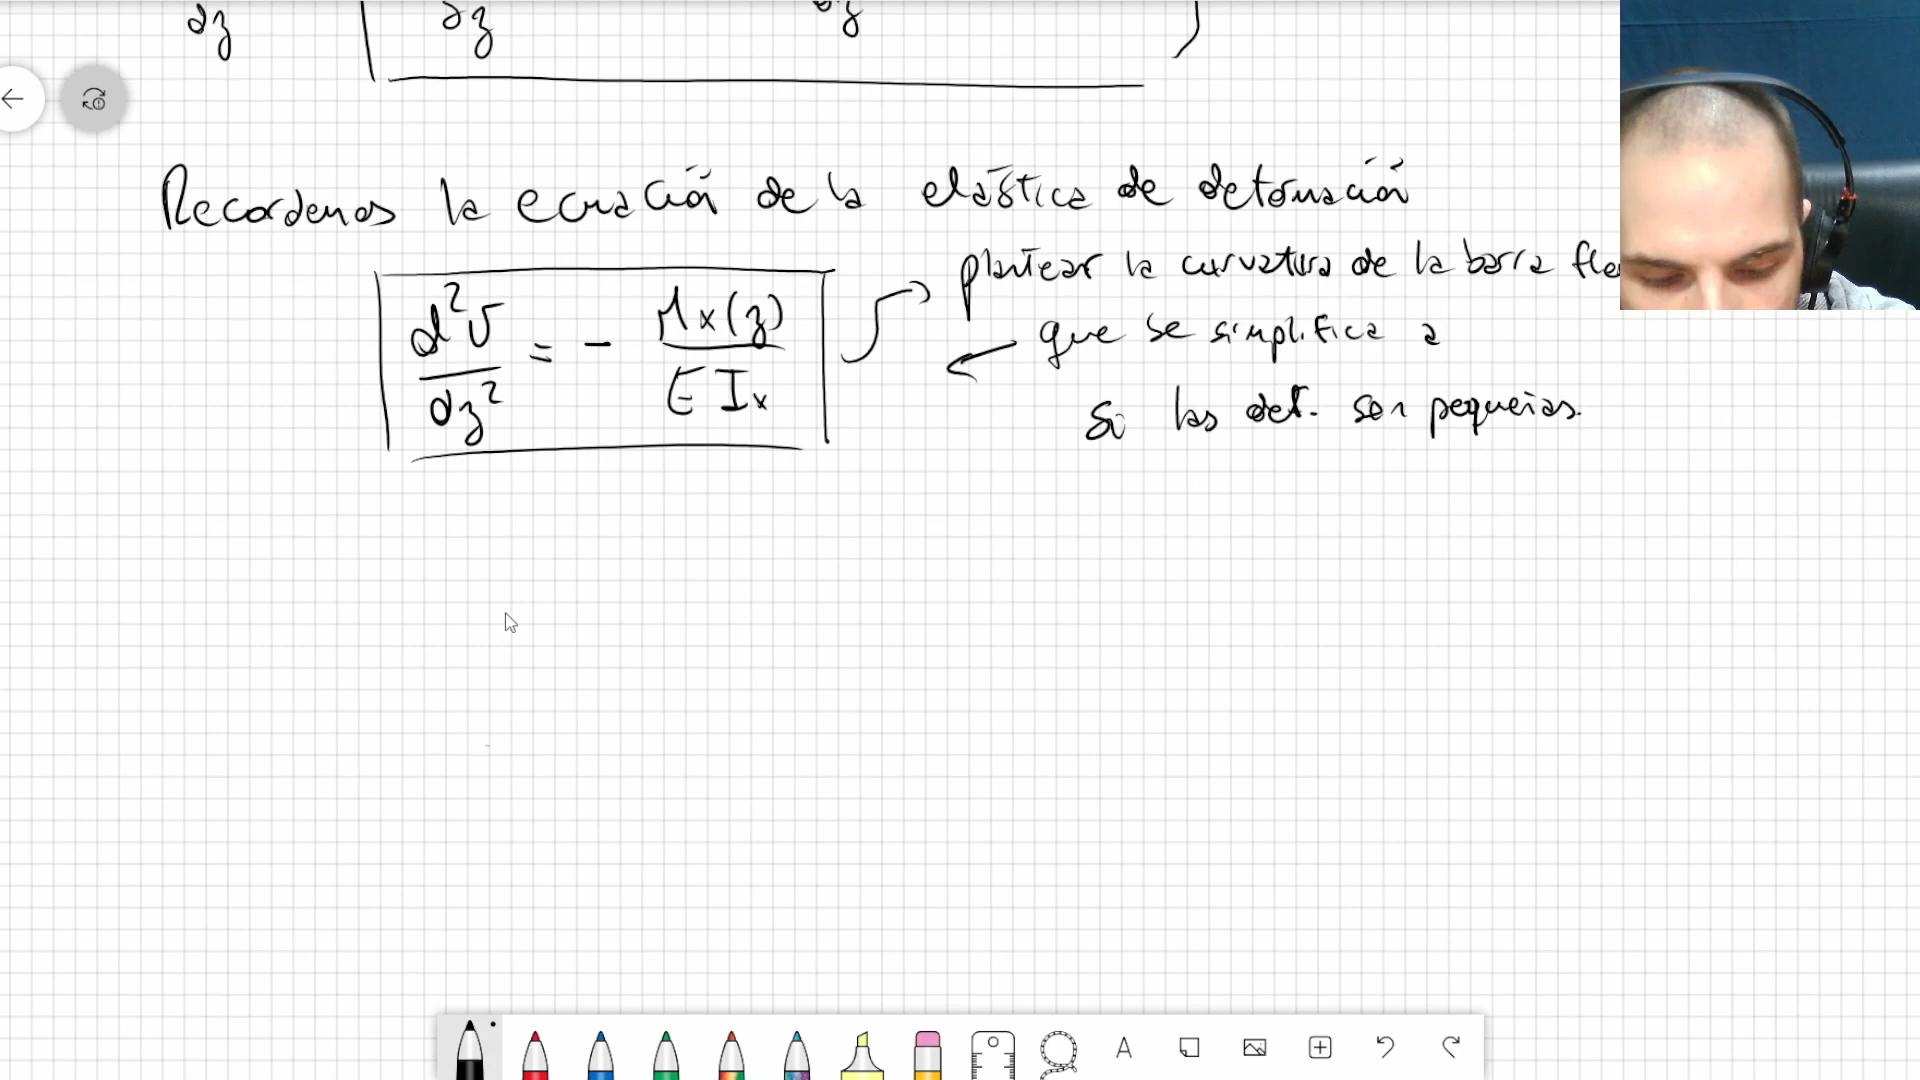 ∂z ∂z ∂z
Recordemos la ecuación de la elástica de deformación
plantear la curvatura de la barra fle
d²v/dz² = - Mx(z)/E Ix
que se simplifica a
si las def. son pequeñas.
A